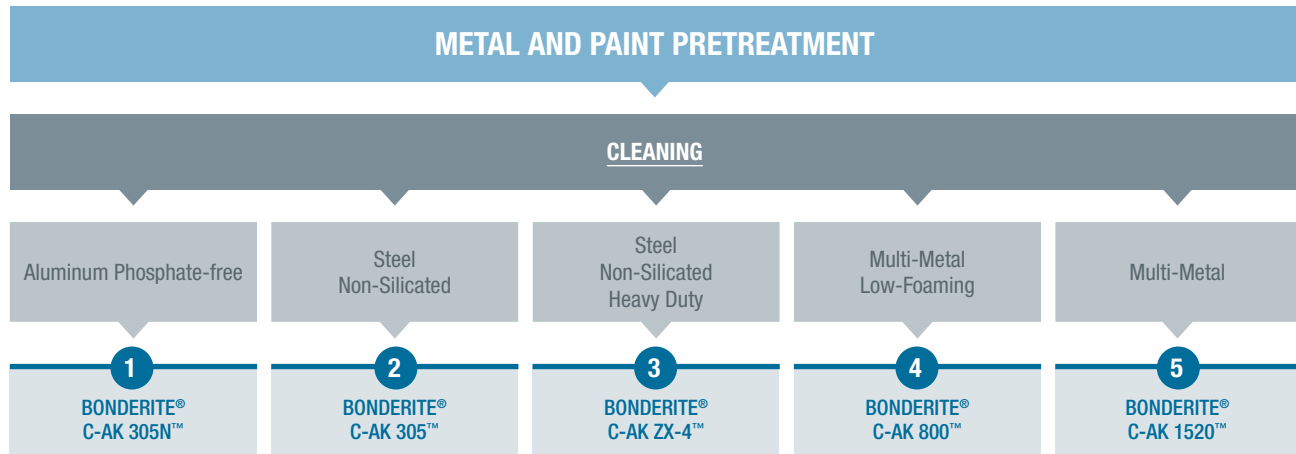 METAL AND PAINT PRETREATMENT
CLEANING
Aluminum Phosphate-free
Steel
Non-Silicated
Steel
Non-Silicated
Heavy Duty
Multi-Metal
Low-Foaming
Multi-Metal
1
BONDERITE®
C-AK 305N™
2
BONDERITE®
C-AK 305™
3
BONDERITE®
C-AK ZX-4™
4
BONDERITE®
C-AK 800™
5
BONDERITE®
C-AK 1520™